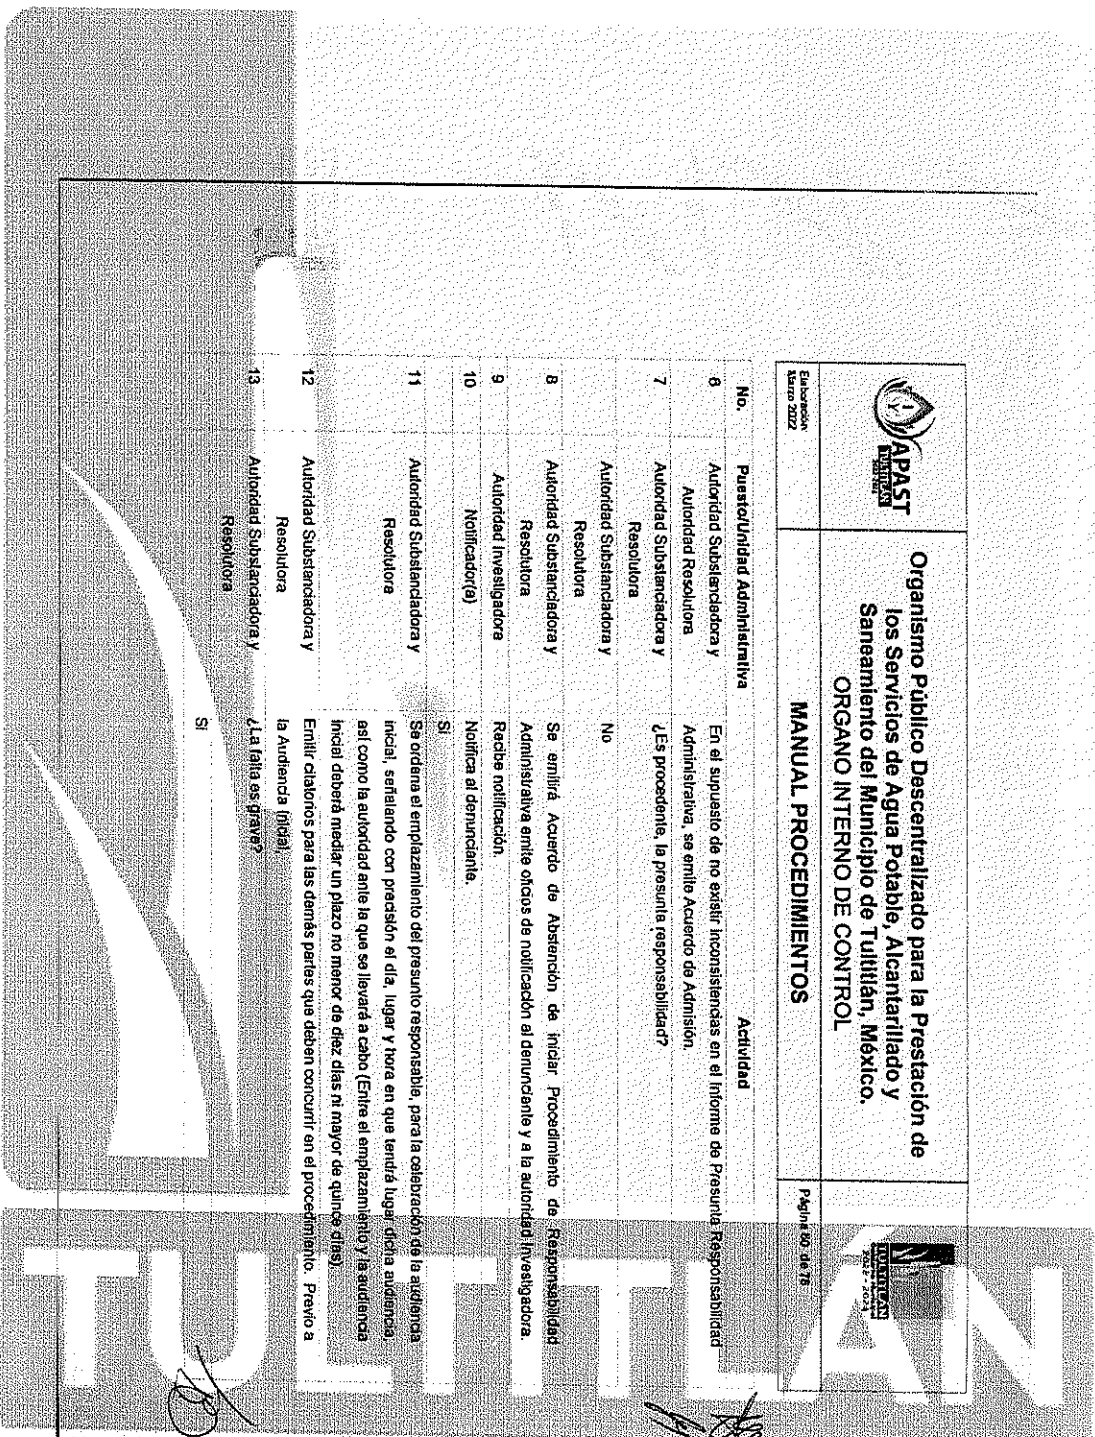 APAST
TULTITLÁN
Organismo Público Descentralizado para la Prestación de
los Servicios de Agua Potable, Alcantarillado y
Saneamiento del Municipio de Tultitlán, México.
ORGANO INTERNO DE CONTROL
TULTITLÁN
2022 - 2024
Elaboración:
Marzo 2022
MANUAL PROCEDIMIENTOS
Página 60 de 78
No. Puesto/Unidad Administrativa Actividad
6 Autoridad Substanciadora y En el supuesto de no existir inconsistencias en el Informe de Presunta Responsabilidad
Autoridad Resolutora Administrativa, se emite Acuerdo de Admisión.
7 Autoridad Substanciadora y ¿Es procedente, la presunta responsabilidad?
Resolutora
Autoridad Substanciadora y No
Resolutora
8 Autoridad Substanciadora y Se emitirá Acuerdo de Abstención de iniciar Procedimiento de Responsabilidad
Resolutora Administrativa emite oficios de notificación al denunciante y a la autoridad investigadora.
9 Autoridad Investigadora Recibe notificación.
10 Notificador(a) Notifica al denunciante.
Sí
11 Autoridad Substanciadora y Se ordena el emplazamiento del presunto responsable, para la celebración de la audiencia
Resolutora inicial, señalando con precisión el día, lugar y hora en que tendrá lugar dicha audiencia,
así como la autoridad ante la que se llevará a cabo (Entre el emplazamiento y la audiencia
inicial deberá mediar un plazo no menor de diez días ni mayor de quince días)
12 Autoridad Substanciadora y Emitir citatorios para las demás partes que deben concurrir en el procedimiento. Previo a
Resolutora la Audiencia Inicial.
13 Autoridad Substanciadora y ¿La falta es grave?
Resolutora
Sí
TULTITLÁN